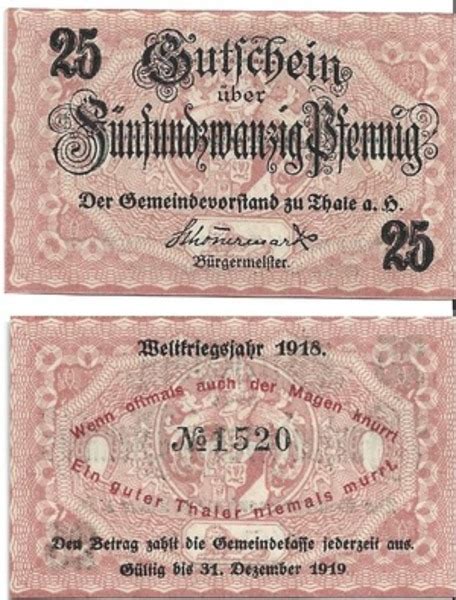 25 Gutschein
über
Fünfundzwanzig Pfennig
Der Gemeindevorstand zu Thale a. H.
Bürgermeister.
25
Weltkriegsjahr 1918.
Wenn oftmals auch der Magen knurrt
№ 1520
Ein guter Thaler niemals murrt.
Den Betrag zahlt die Gemeindekasse jederzeit aus.
Gültig bis 31. Dezember 1919.